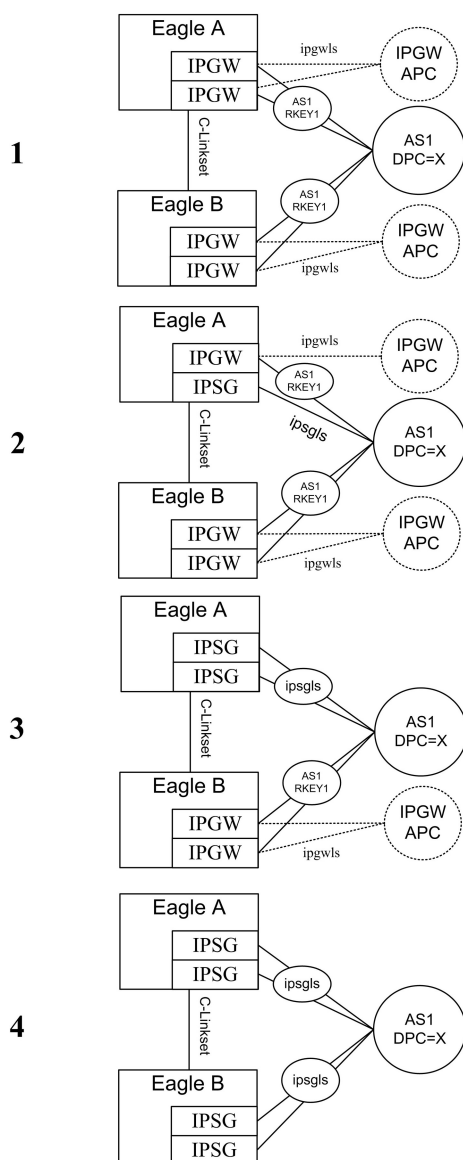 1
Eagle A
IPGW
IPGW
ipgwls
IPGW
APC
AS1
RKEY1
C-Linkset
AS1
DPC=X
AS1
RKEY1
Eagle B
IPGW
IPGW
ipgwls
IPGW
APC
2
Eagle A
IPGW
IPSG
ipgwls
IPGW
APC
AS1
RKEY1
ipsgls
C-Linkset
AS1
DPC=X
AS1
RKEY1
Eagle B
IPGW
IPGW
ipgwls
IPGW
APC
3
Eagle A
IPSG
IPSG
ipsgls
C-Linkset
AS1
DPC=X
AS1
RKEY1
Eagle B
IPGW
IPGW
ipgwls
IPGW
APC
4
Eagle A
IPSG
IPSG
ipsgls
C-Linkset
AS1
DPC=X
ipsgls
Eagle B
IPSG
IPSG